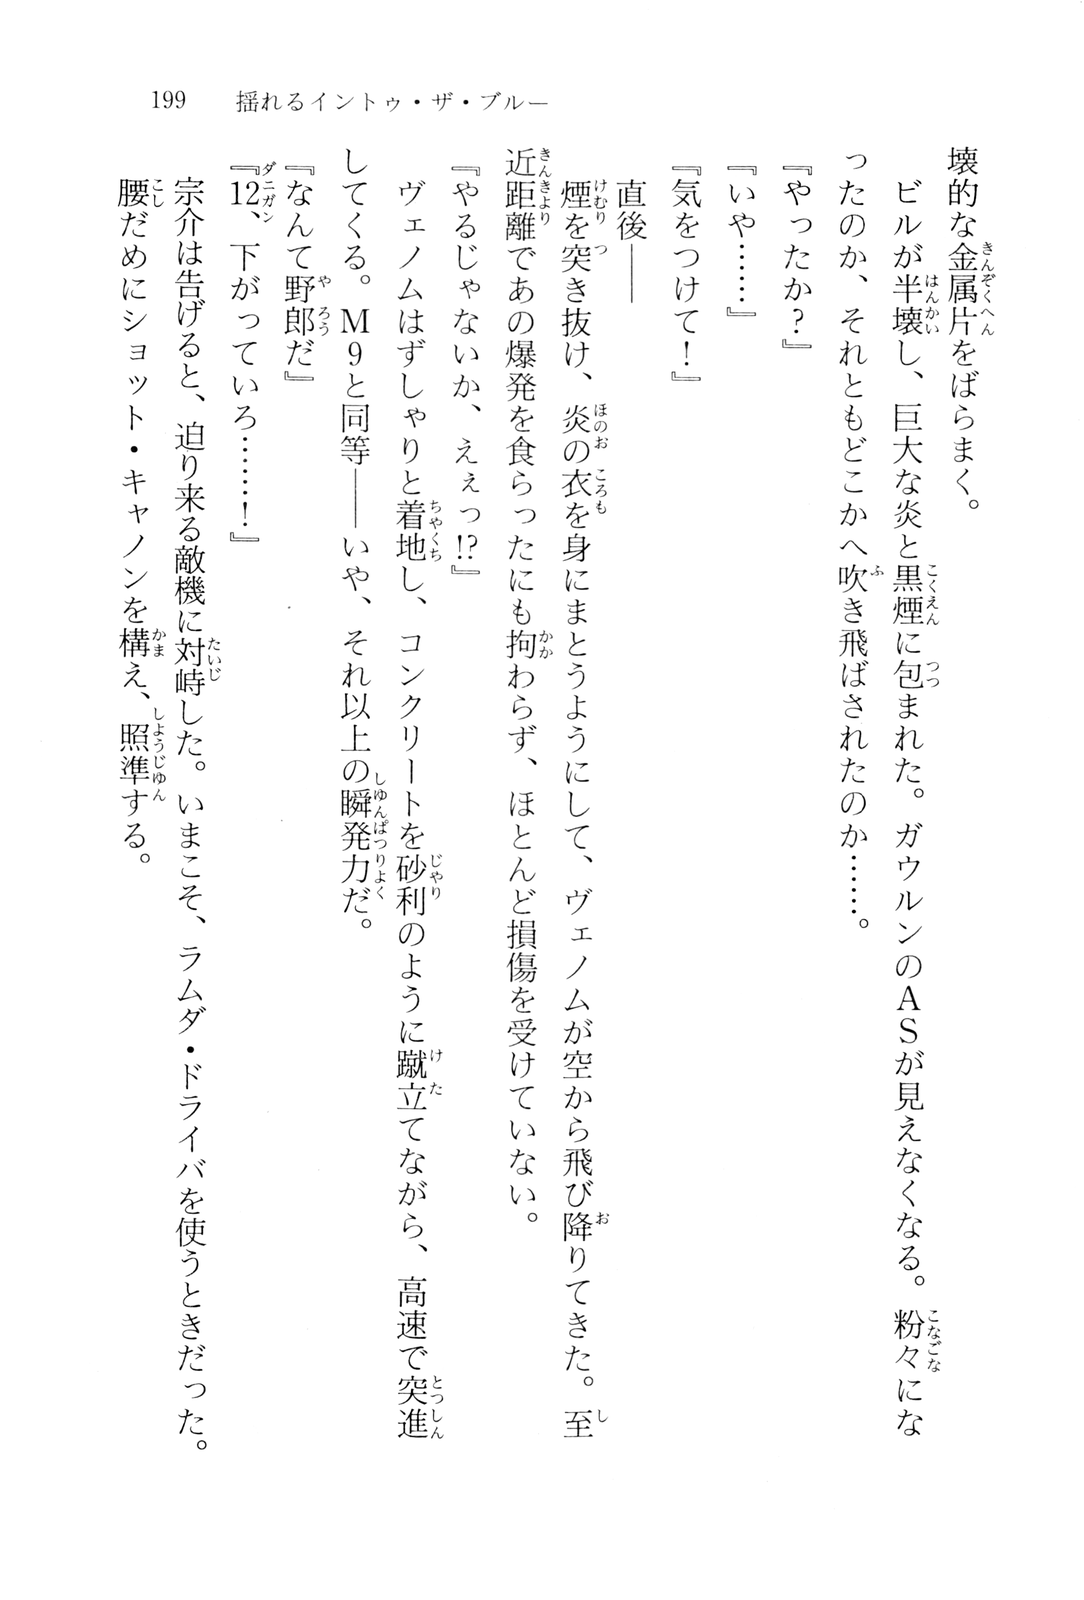 199　揺れるイントゥ・ザ・ブルー
壊的な金属片をばらまく。
ビルが半壊し、巨大な炎と黒煙に包まれた。ガウルンのＡＳが見えなくなる。粉々にな
ったのか、それともどこかへ吹き飛ばされたのか……。
『やったか？』
『いや……』
『気をつけて！』
直後――
煙を突き抜け、炎の衣を身にまとうようにして、ヴェノムが空から飛び降りてきた。至
近距離であの爆発を食らったにも拘わらず、ほとんど損傷を受けていない。
『やるじゃないか、えぇっ!?』
ヴェノムはずしゃりと着地し、コンクリートを砂利のように蹴立てながら、高速で突進
してくる。Ｍ９と同等――いや、それ以上の瞬発力だ。
『なんて野郎だ』
『12、下がっていろ……！』
宗介は告げると、迫り来る敵機に対峙した。いまこそ、ラムダ・ドライバを使うときだった。
腰だめにショット・キャノンを構え、照準する。